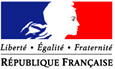 Liberté • Égalité • Fraternité
RÉPUBLIQUE FRANÇAISE